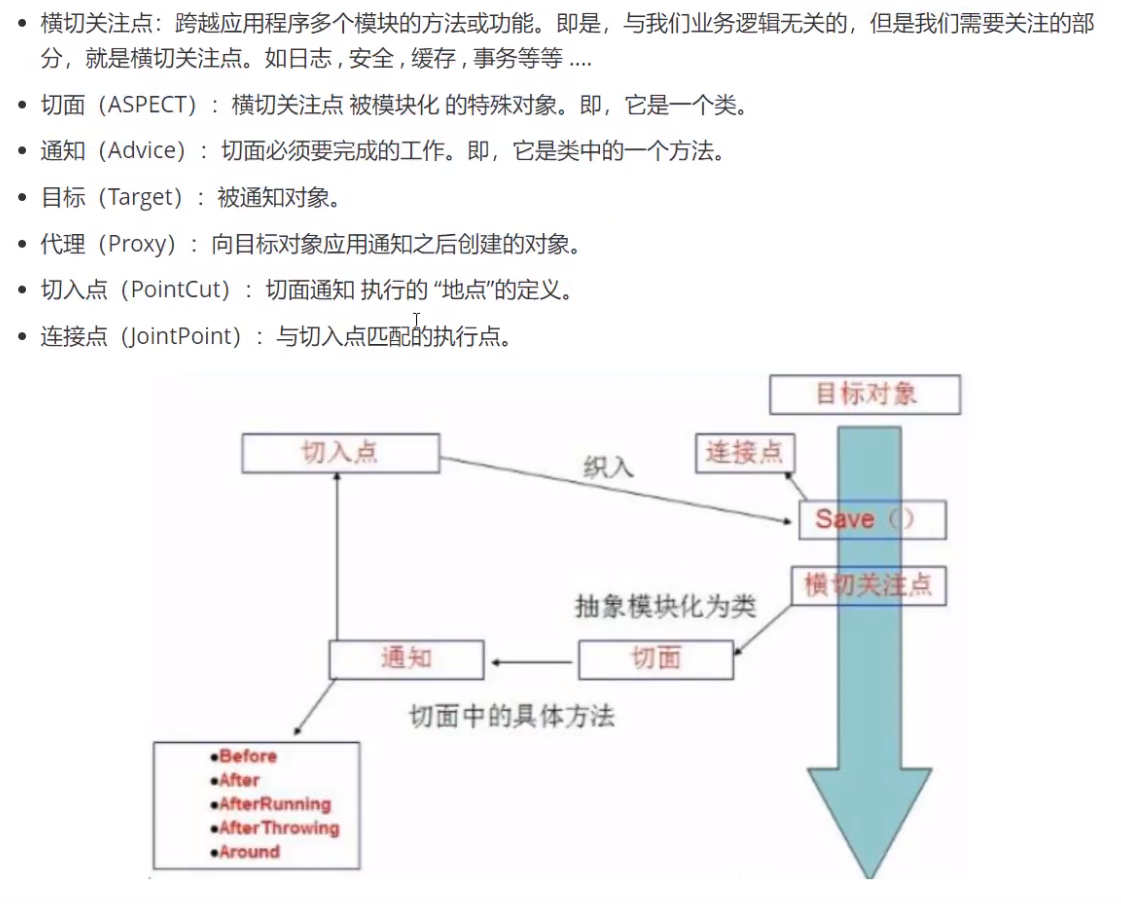 横切关注点：跨越应用程序多个模块的方法或功能。即是，与我们业务逻辑无关的，但是我们需要关注的部
分，就是横切关注点。如日志 , 安全 , 缓存 , 事务等等 ....
切面（ASPECT）：横切关注点 被模块化 的特殊对象。即，它是一个类。
通知（Advice）：切面必须要完成的工作。即，它是类中的一个方法。
目标（Target）：被通知对象。
代理（Proxy）：向目标对象应用通知之后创建的对象。
切入点（PointCut）：切面通知 执行的 “地点”的定义。
连接点（JointPoint）：与切入点匹配的执行点。
目标对象
切入点
织入
连接点
Save（）
横切关注点
抽象模块化为类
通知
切面
切面中的具体方法
●Before
●After
●AfterRunning
●AfterThrowing
●Around